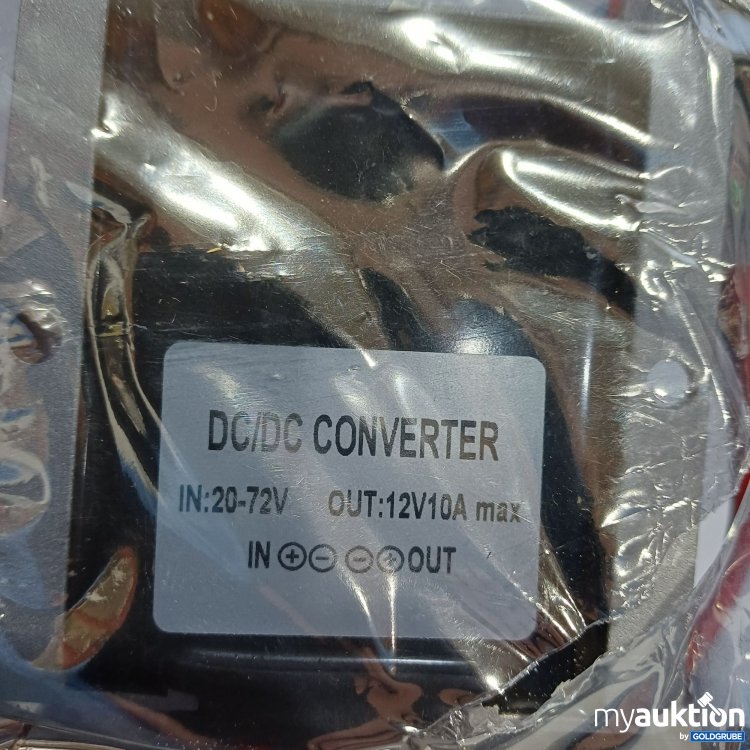 DC/DC CONVERTER
IN:20-72V OUT:12V10A max
IN ⊕⊖ ⊖⊕OUT
myauktion
by GOLDGRUBE